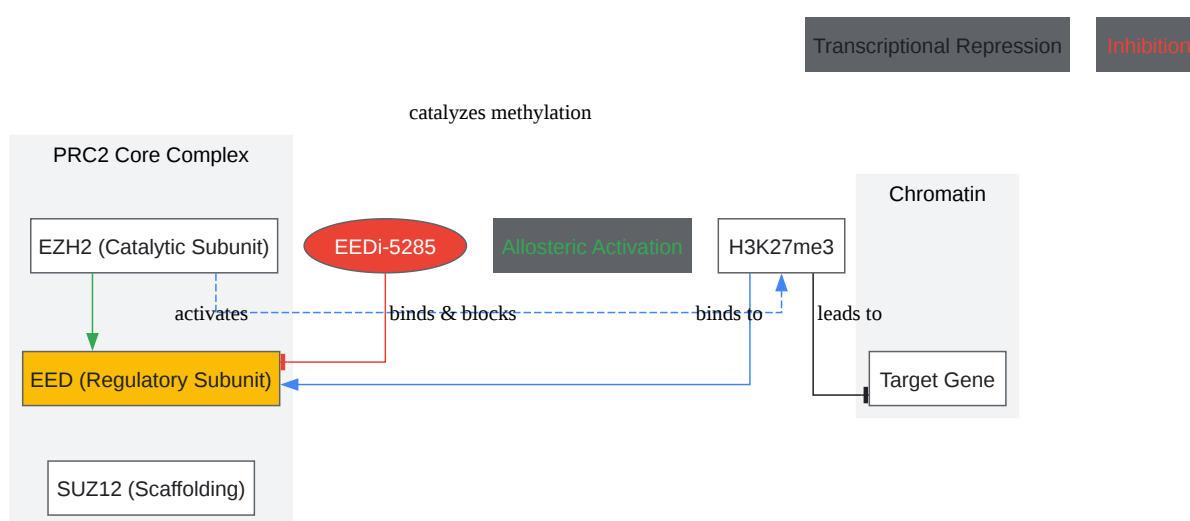 Transcriptional Repression
Inhibition
catalyzes methylation
PRC2 Core Complex
Chromatin
EZH2 (Catalytic Subunit)
EEDi-5285
Allosteric Activation
H3K27me3
activates
binds & blocks
binds to
leads to
EED (Regulatory Subunit)
Target Gene
SUZ12 (Scaffolding)